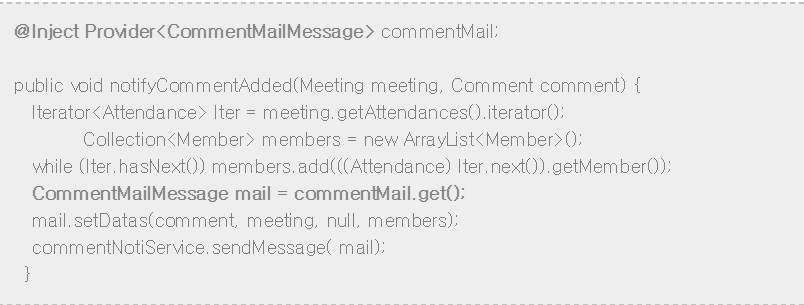 @Inject Provider<CommentMailMessage> commentMail;
public void notifyCommentAdded(Meeting meeting, Comment comment) {
Iterator<Attendance> Iter = meeting.getAttendances().iterator();
Collection<Member> members = new ArrayList<Member>();
while (Iter.hasNext()) members.add(((Attendance) Iter.next()).getMember());
CommentMailMessage mail = commentMail.get();
mail.setDatas(comment, meeting, null, members);
commentNotiService.sendMessage( mail);
}